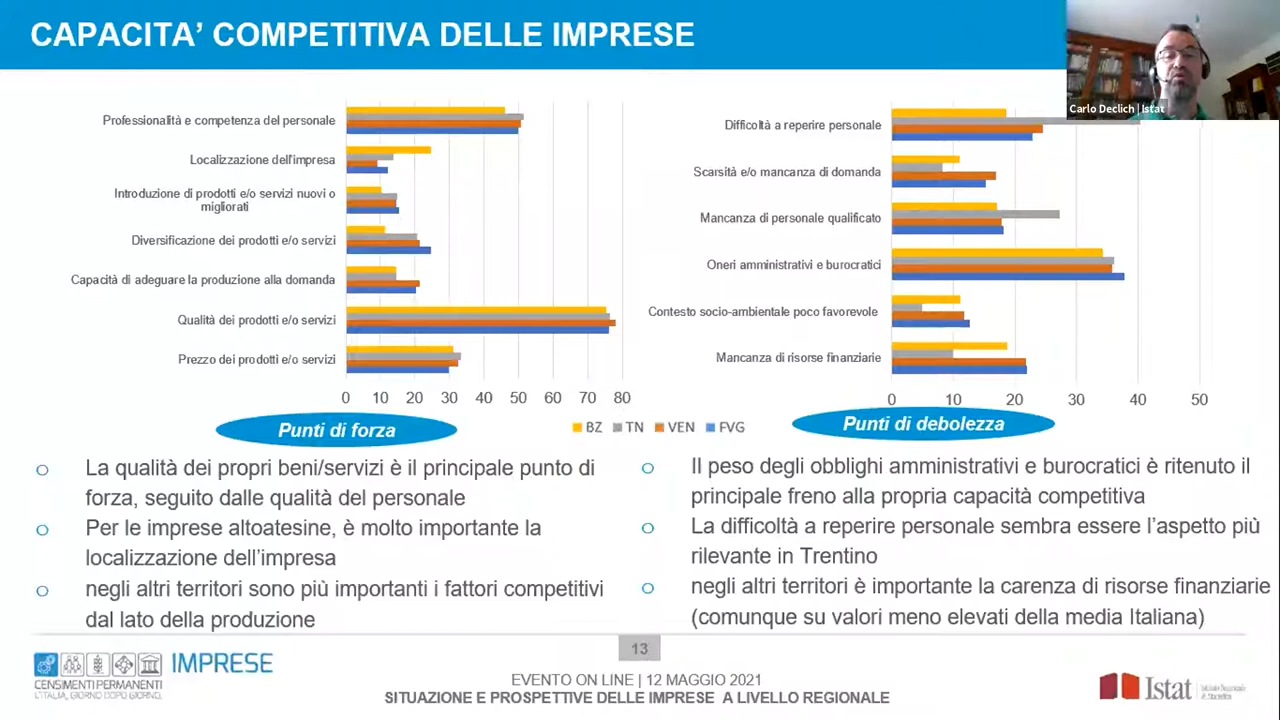 CAPACITA’ COMPETITIVA DELLE IMPRESE
Carlo Declich | Istat
Professionalità e competenza del personale
Localizzazione dell'impresa
Introduzione di prodotti e/o servizi nuovi o
migliorati
Diversificazione dei prodotti e/o servizi
Capacità di adeguare la produzione alla domanda
Qualità dei prodotti e/o servizi
Prezzo dei prodotti e/o servizi
0 10 20 30 40 50 60 70 80
Punti di forza
Difficoltà a reperire personale
Scarsità e/o mancanza di domanda
Mancanza di personale qualificato
Oneri amministrativi e burocratici
Contesto socio-ambientale poco favorevole
Mancanza di risorse finanziarie
0 10 20 30 40 50
Punti di debolezza
BZ TN VEN FVG
La qualità dei propri beni/servizi è il principale punto di
forza, seguito dalle qualità del personale
Per le imprese altoatesine, è molto importante la
localizzazione dell’impresa
negli altri territori sono più importanti i fattori competitivi
dal lato della produzione
Il peso degli obblighi amministrativi e burocratici è ritenuto il
principale freno alla propria capacità competitiva
La difficoltà a reperire personale sembra essere l’aspetto più
rilevante in Trentino
negli altri territori è importante la carenza di risorse finanziarie
(comunque su valori meno elevati della media Italiana)
13
IMPRESE
CENSIMENTI PERMANENTI
L'ITALIA, GIORNO DOPO GIORNO.
EVENTO ON LINE | 12 MAGGIO 2021
SITUAZIONE E PROSPETTIVE DELLE IMPRESE A LIVELLO REGIONALE
Istat